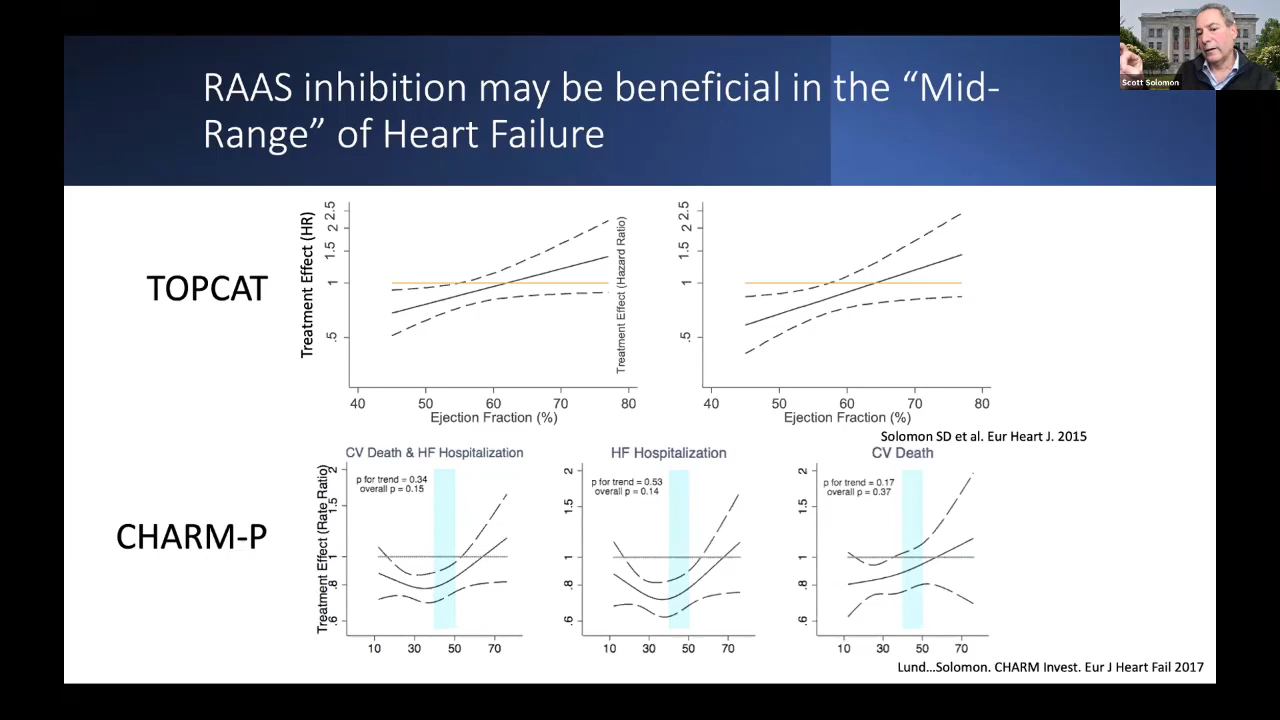 Scott Solomon
RAAS inhibition may be beneficial in the “Mid-
Range” of Heart Failure
TOPCAT
Treatment Effect (HR)
2.5
2
1.5
1
.5
40 50 60 70 80
Ejection Fraction (%)
Treatment Effect (Hazard Ratio)
2.5
2
1.5
1
.5
40 50 60 70 80
Ejection Fraction (%)
Solomon SD et al. Eur Heart J. 2015
CHARM-P
Treatment Effect (Rate Ratio)
CV Death & HF Hospitalization
p for trend = 0.34
overall p = 0.15
2
1.5
1
.8
.6
10 30 50 70
HF Hospitalization
p for trend = 0.53
overall p = 0.14
2
1.5
1
.8
.6
10 30 50 70
CV Death
p for trend = 0.17
overall p = 0.37
2
1.5
1
.8
.6
10 30 50 70
Lund...Solomon. CHARM Invest. Eur J Heart Fail 2017